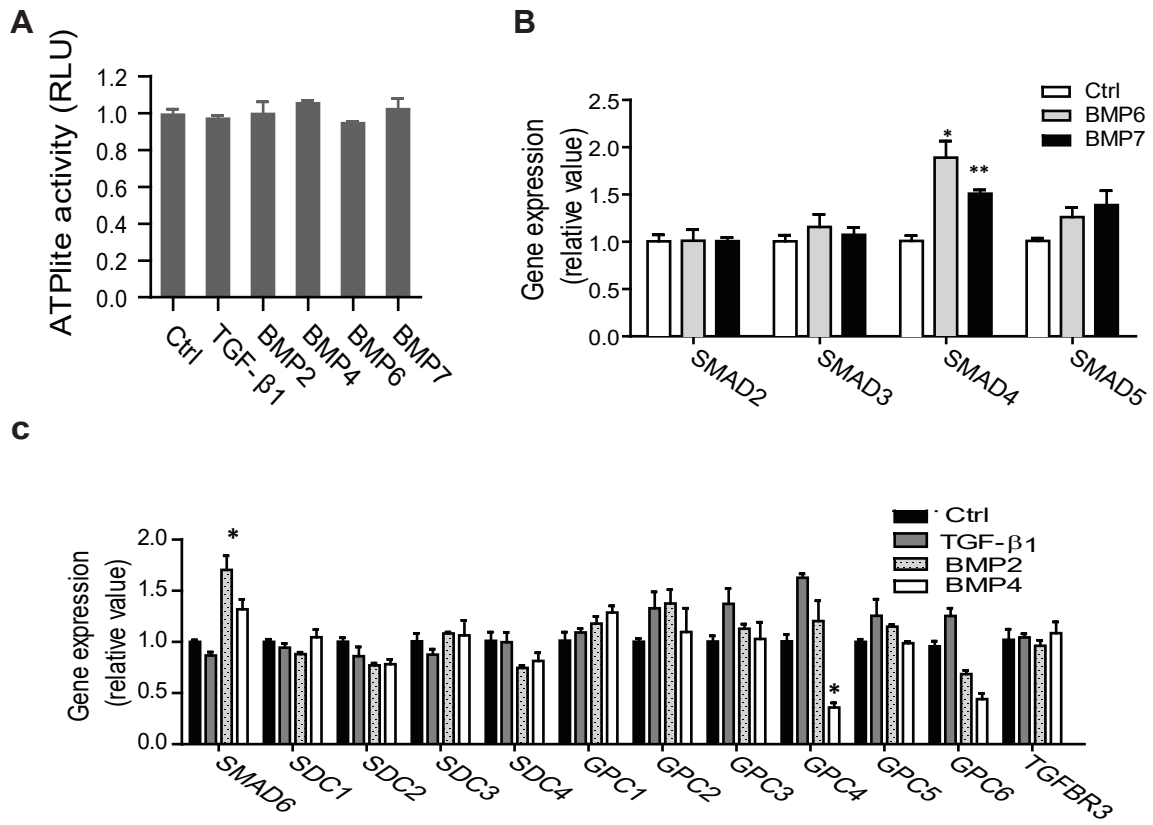 A
ATPlite activity (RLU)
1.2
1.0
0.8
0.6
0.4
0.2
0.0
Ctrl
TGF-β1
BMP2
BMP4
BMP6
BMP7
B
Gene expression
(relative value)
2.5
2.0
1.5
1.0
0.5
0.0
Ctrl
BMP6
BMP7
*
**
SMAD2
SMAD3
SMAD4
SMAD5
c
Gene expression
(relative value)
2.0
1.5
1.0
0.5
0.0
Ctrl
TGF-β1
BMP2
BMP4
*
*
SMAD6
SDC1
SDC2
SDC3
SDC4
GPC1
GPC2
GPC3
GPC4
GPC5
GPC6
TGFBR3